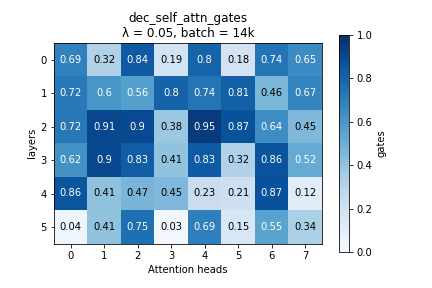 dec_self_attn_gates
λ = 0.05, batch = 14k
0 0.69 0.32 0.84 0.19 0.8 0.18 0.74 0.65
1 0.72 0.6 0.56 0.8 0.74 0.81 0.46 0.67
2 0.72 0.91 0.9 0.38 0.95 0.87 0.64 0.45
3 0.62 0.9 0.83 0.41 0.83 0.32 0.86 0.52
4 0.86 0.41 0.47 0.45 0.23 0.21 0.87 0.12
5 0.04 0.41 0.75 0.03 0.69 0.15 0.55 0.34
0 1 2 3 4 5 6 7
Attention heads
layers
1.0
0.8
0.6
0.4
0.2
0.0
gates